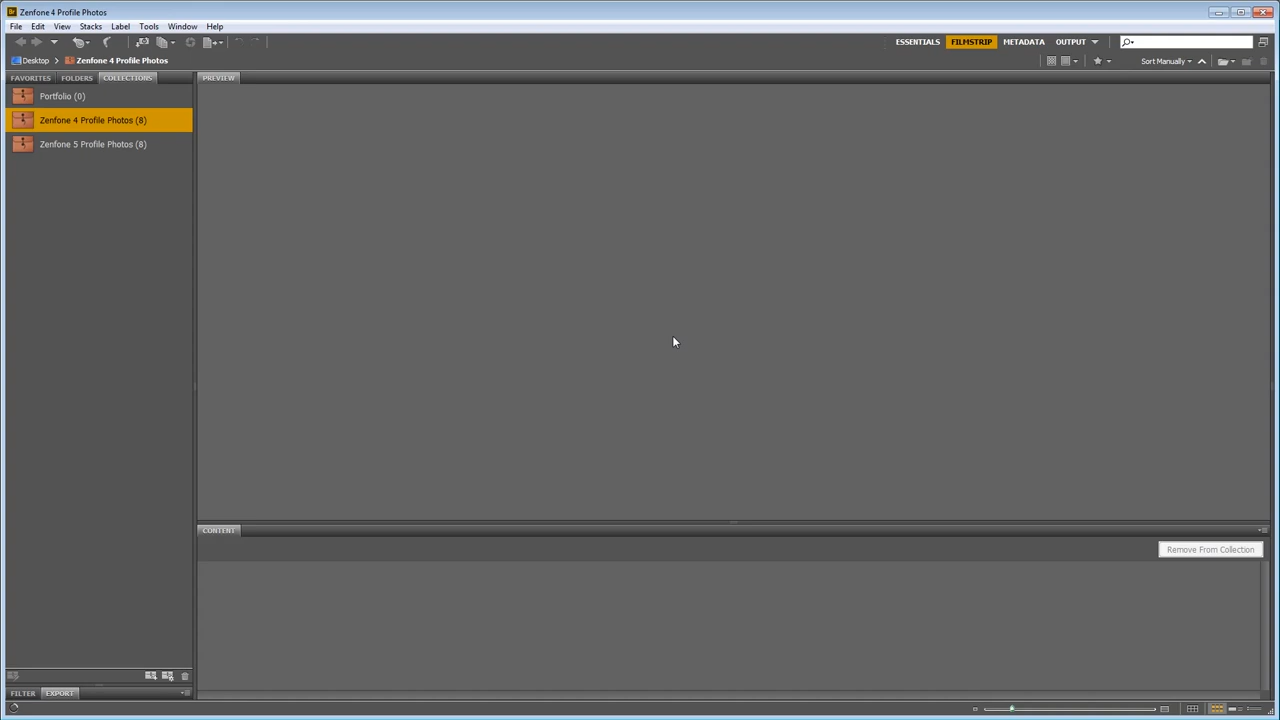 Br Zenfone 4 Profile Photos
File Edit View Stacks Label Tools Window Help
ESSENTIALS FILMSTRIP METADATA OUTPUT
Desktop Zenfone 4 Profile Photos Sort Manually
FAVORITES FOLDERS COLLECTIONS PREVIEW
Portfolio (0)
Zenfone 4 Profile Photos (8)
Zenfone 5 Profile Photos (8)
CONTENT
Remove From Collection
FILTER EXPORT